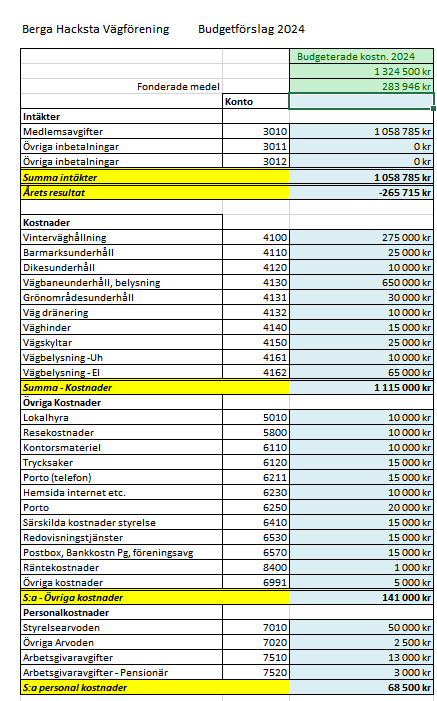 Berga Hacksta Vägförening Budgetförslag 2024
Budgeterade kostn. 2024
1 324 500 kr
Fonderade medel 283 946 kr
Konto
Intäkter
Medlemsavgifter 3010 1 058 785 kr
Övriga inbetalningar 3011 0 kr
Övriga inbetalningar 3012 0 kr
Summa intäkter 1 058 785 kr
Årets resultat -265 715 kr
Kostnader
Vinterväghållning 4100 275 000 kr
Barmarksunderhåll 4110 25 000 kr
Dikesunderhåll 4120 10 000 kr
Vägbaneunderhåll, belysning 4130 650 000 kr
Grönområdesunderhåll 4131 30 000 kr
Väg dränering 4132 10 000 kr
Väghinder 4140 15 000 kr
Vägskyltar 4150 25 000 kr
Vägbelysning -Uh 4161 10 000 kr
Vägbelysning - El 4162 65 000 kr
Summa - Kostnader 1 115 000 kr
Övriga Kostnader
Lokalhyra 5010 10 000 kr
Resekostnader 5800 10 000 kr
Kontorsmateriel 6110 10 000 kr
Trycksaker 6120 15 000 kr
Porto (telefon) 6211 15 000 kr
Hemsida internet etc. 6230 10 000 kr
Porto 6250 20 000 kr
Särskilda kostnader styrelse 6410 15 000 kr
Redovisningstjänster 6530 15 000 kr
Postbox, Bankkostn Pg, föreningsavg 6570 15 000 kr
Räntekostnader 8400 1 000 kr
Övriga kostnader 6991 5 000 kr
S:a - Övriga kostnader 141 000 kr
Personalkostnader
Styrelsearvoden 7010 50 000 kr
Övriga Arvoden 7020 2 500 kr
Arbetsgivaravgifter 7510 13 000 kr
Arbetsgivaravgifter - Pensionär 7520 3 000 kr
S:a personal kostnader 68 500 kr